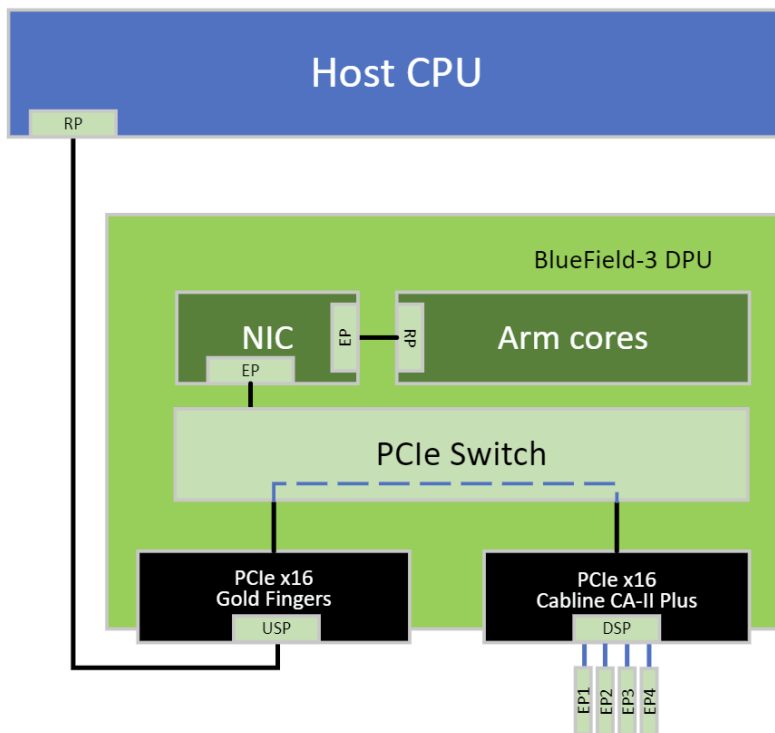 Host CPU
RP
BlueField-3 DPU
NIC
EP
RP
Arm cores
EP
PCIe Switch
PCIe x16
Gold Fingers
USP
PCIe x16
Cabline CA-II Plus
DSP
EP1
EP2
EP3
EP4